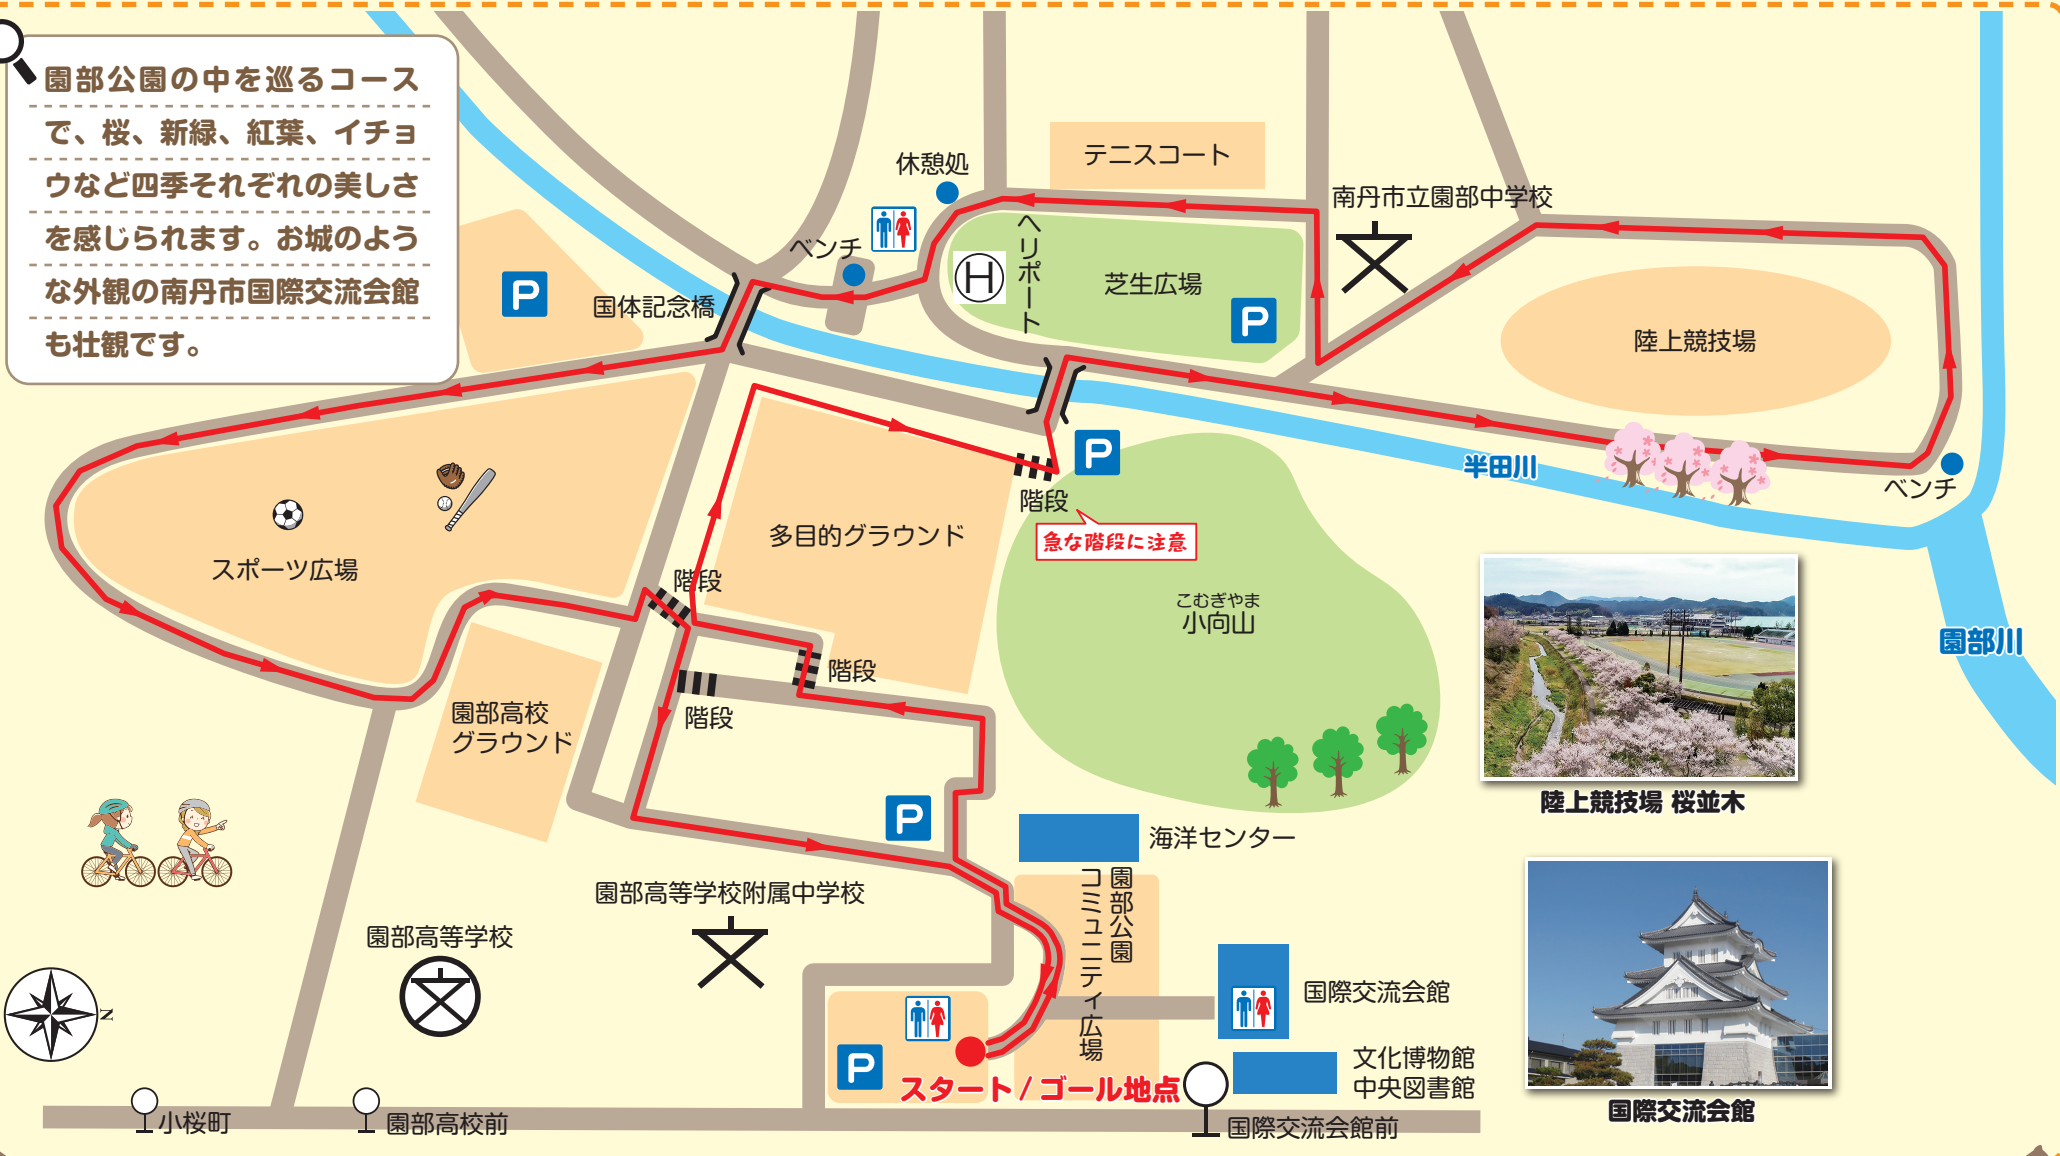 園部公園の中を巡るコース
で、桜、新緑、紅葉、イチョ
ウなど四季それぞれの美しさ
を感じられます。お城のよう
な外観の南丹市国際交流会館
も壮観です。
テニスコート
休憩処
南丹市立園部中学校
ベンチ
H
ヘリポート
芝生広場
P
P
国体記念橋
陸上競技場
P
半田川
ベンチ
階段
急な階段に注意
多目的グラウンド
スポーツ広場
階段
こむぎやま
小向山
園部川
階段
階段
園部高校
グラウンド
P
陸上競技場 桜並木
海洋センター
園部公園
コミュニティ広場
園部高等学校附属中学校
園部高等学校
国際交流会館
N
P
スタート/ゴール地点
文化博物館
中央図書館
小桜町
園部高校前
国際交流会館前
国際交流会館